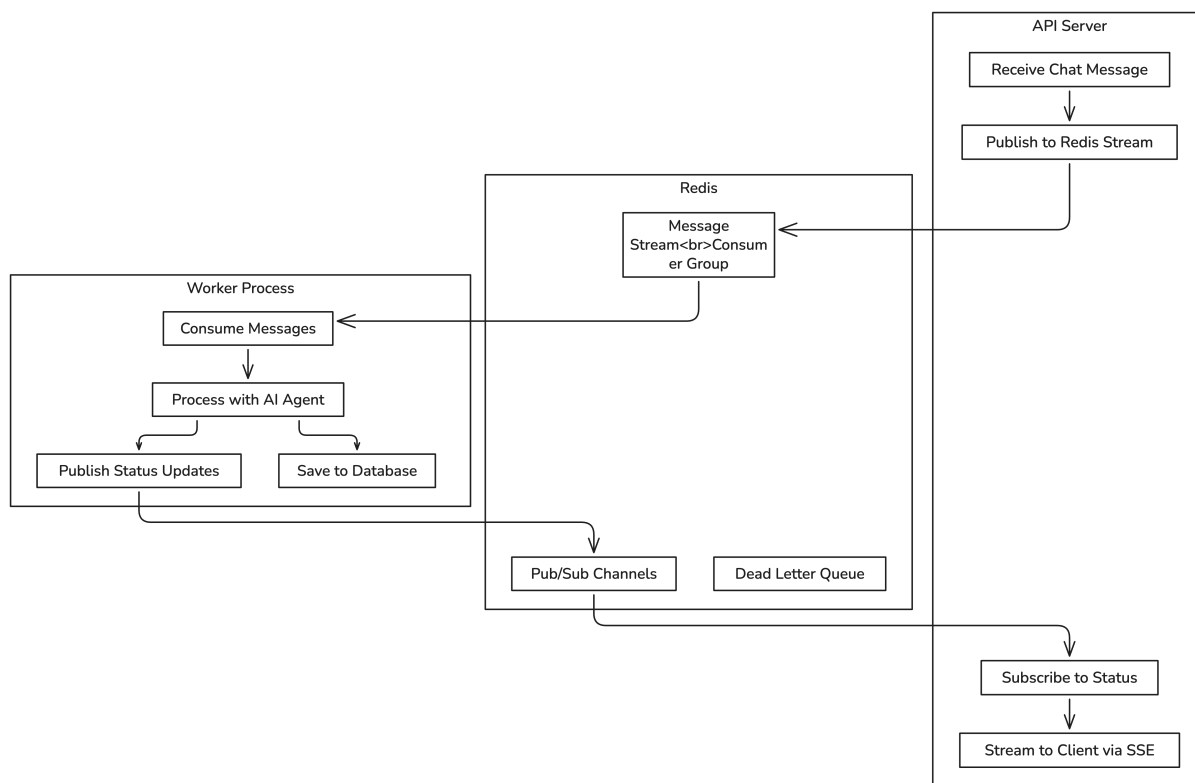 API Server
Receive Chat Message
Publish to Redis Stream
Redis
Message
Stream<br>Consum
er Group
Worker Process
Consume Messages
Process with AI Agent
Publish Status Updates
Save to Database
Pub/Sub Channels
Dead Letter Queue
Subscribe to Status
Stream to Client via SSE